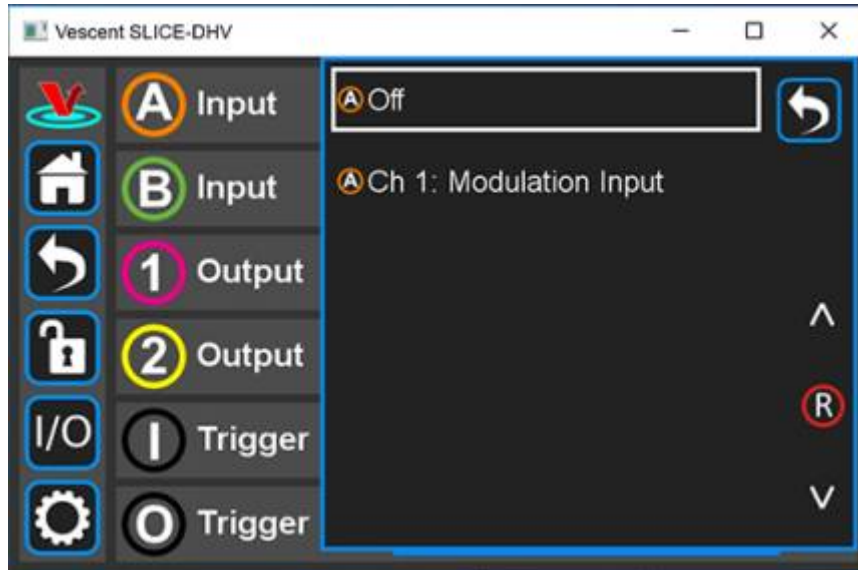 Vescent SLICE-DHV
A Input
B Input
1 Output
2 Output
I Trigger
O Trigger
I/O
A Off
A Ch 1: Modulation Input
R